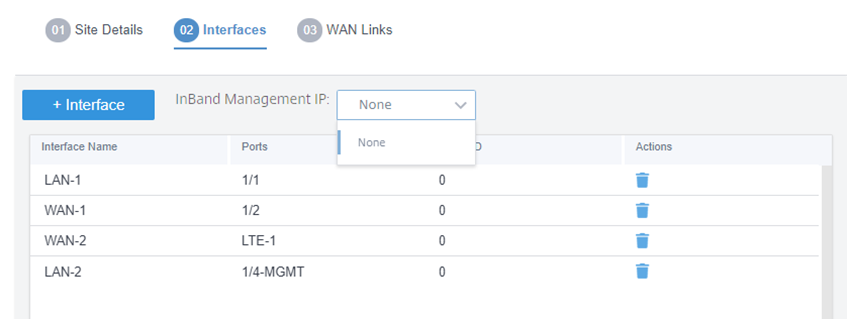 01 Site Details 02 Interfaces 03 WAN Links
+ Interface InBand Management IP: None
None
Interface Name Ports Actions
LAN-1 1/1 0
WAN-1 1/2 0
WAN-2 LTE-1 0
LAN-2 1/4-MGMT 0